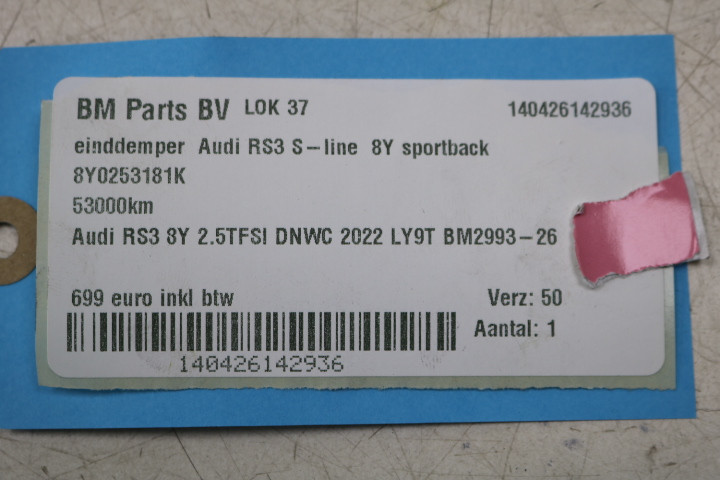 BM Parts BV LOK 37 140426142936
einddemper Audi RS3 S-line 8Y sportback
8Y0253181K
53000km
Audi RS3 8Y 2.5TFSI DNWC 2022 LY9T BM2993-26
699 euro inkl btw Verz: 50
Aantal: 1
140426142936